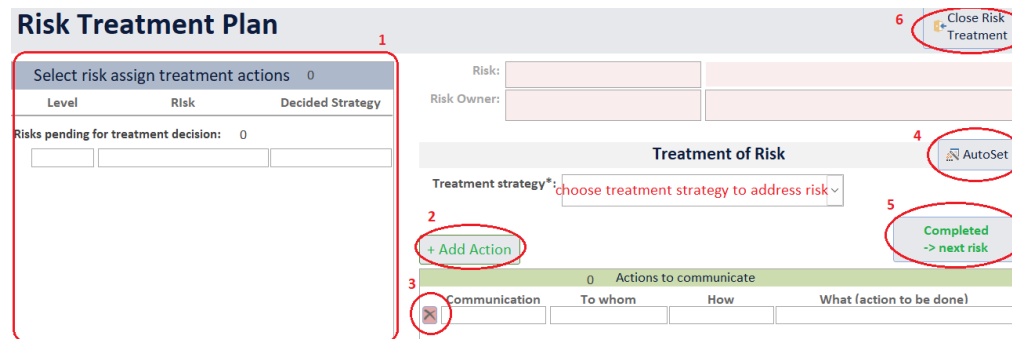 Risk Treatment Plan
1
6
Close Risk
Treatment
Select risk assign treatment actions 0
Level RIsk Decided Strategy
Risks pending for treatment decision: 0
Risk:
Risk Owner:
4
Treatment of Risk
AutoSet
Treatment strategy*:
choose treatment strategy to address risk
5
2
Completed
-> next risk
+ Add Action
0 Actions to communicate
3
Communication To whom How What (action to be done)